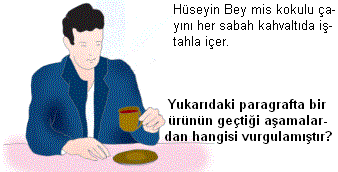 Hüseyin Bey mis kokulu ça-
yını her sabah kahvaltıda iş-
tahla içer.
Yukarıdaki paragrafta bir
ürünün geçtiği aşamalar-
dan hangisi vurgulamıştır?